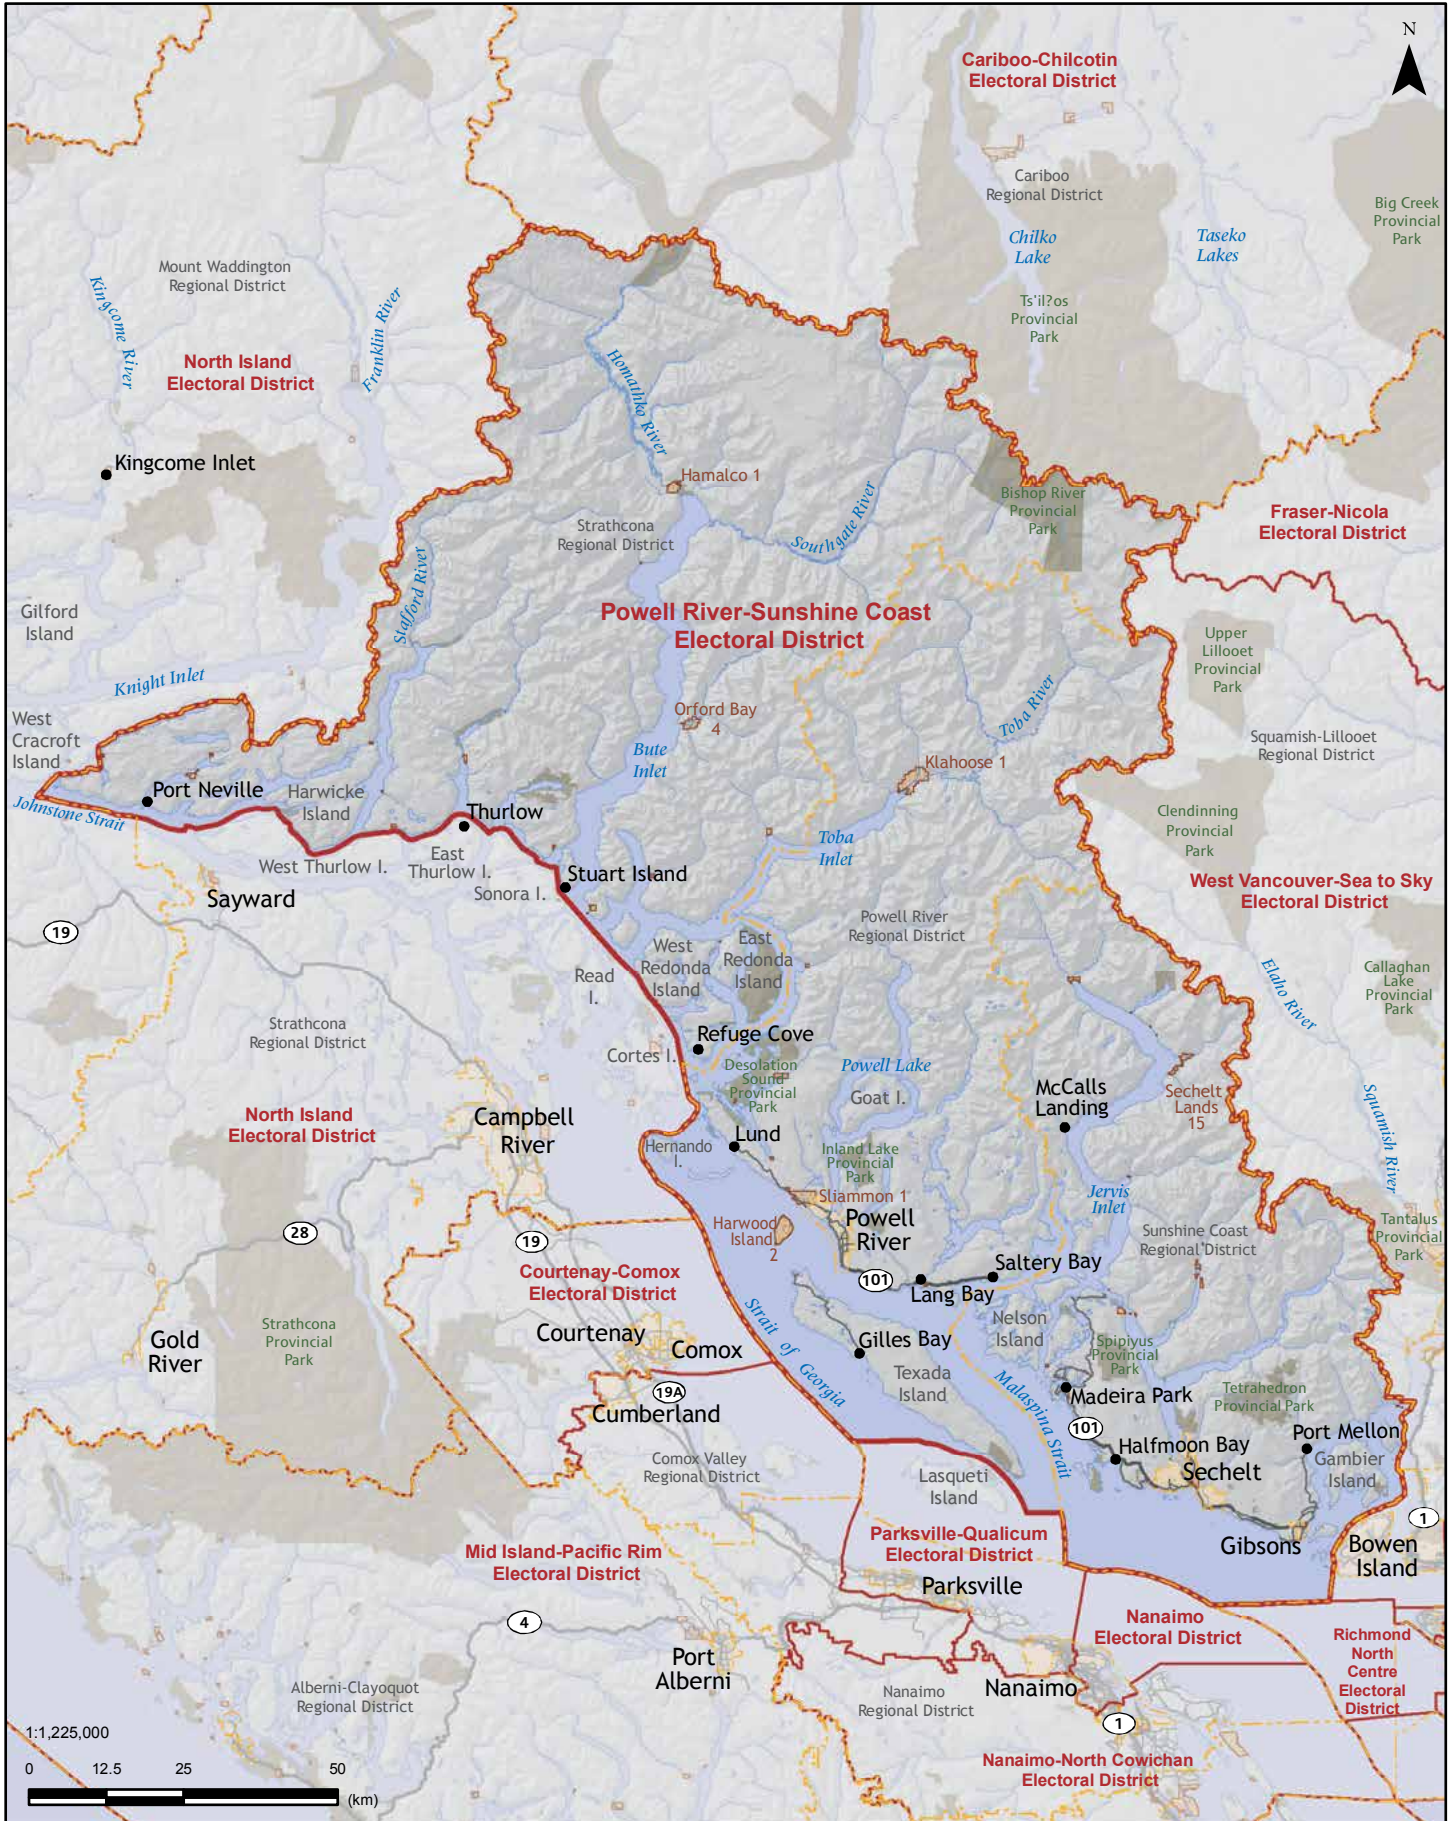 N
Cariboo-Chilcotin
Electoral District
Cariboo
Regional District
Big Creek
Provincial
Park
Chilko
Lake
Taseko
Lakes
Ts'il?os
Provincial
Park
Mount Waddington
Regional District
Kingcome River
Franklin River
North Island
Electoral District
Homathko River
Kingcome Inlet
Hamalco 1
Strathcona
Regional District
Southgate River
Bishop River
Provincial
Park
Fraser-Nicola
Electoral District
Stafford River
Gilford
Island
Powell River-Sunshine Coast
Electoral District
Upper
Lillooet
Provincial
Park
Knight Inlet
Toba River
West
Cracroft
Island
Orford Bay
4
Squamish-Lillooet
Regional District
Bute
Inlet
Klahoose 1
Port Neville
Harwicke
Island
Johnstone Strait
Thurlow
Clendinning
Provincial
Park
Toba
Inlet
West Thurlow I.
East
Thurlow I.
Sonora I.
Stuart Island
Sayward
West Vancouver-Sea to Sky
Electoral District
19
Powell River
Regional District
West
Redonda
Island
East
Redonda
Island
Read
I.
Elaho River
Callaghan
Lake
Provincial
Park
Strathcona
Regional District
Cortes I.
Refuge Cove
Desolation
Sound
Provincial
Park
Powell Lake
Goat I.
McCalls
Landing
Sechelt
Lands
15
Squamish River
North Island
Electoral District
Campbell
River
Hernando
I.
Lund
Inland Lake
Provincial
Park
Sliammon 1
Jervis
Inlet
Harwood
Island
2
Powell
River
Sunshine Coast
Regional District
Tantalus
Provincial
Park
28
19
Courtenay-Comox
Electoral District
101
Saltery Bay
Lang Bay
Strait of Georgia
Nelson
Island
Gold
River
Strathcona
Provincial
Park
Courtenay
Comox
Gilles Bay
Spipiyus
Provincial
Park
Texada
Island
Malaspina Strait
Madeira Park
Tetrahedron
Provincial Park
19A
Cumberland
101
Port Mellon
Halfmoon Bay
Gambier
Island
Comox Valley
Regional District
Lasqueti
Island
Sechelt
1
Parksville-Qualicum
Electoral District
Gibsons
Bowen
Island
Mid Island-Pacific Rim
Electoral District
Parksville
4
Nanaimo
Electoral District
Richmond
North
Centre
Electoral
District
Port
Alberni
Alberni-Clayoquot
Regional District
Nanaimo
Regional District
Nanaimo
1
Nanaimo-North Cowichan
Electoral District
1:1,225,000
0 12.5 25 50
(km)